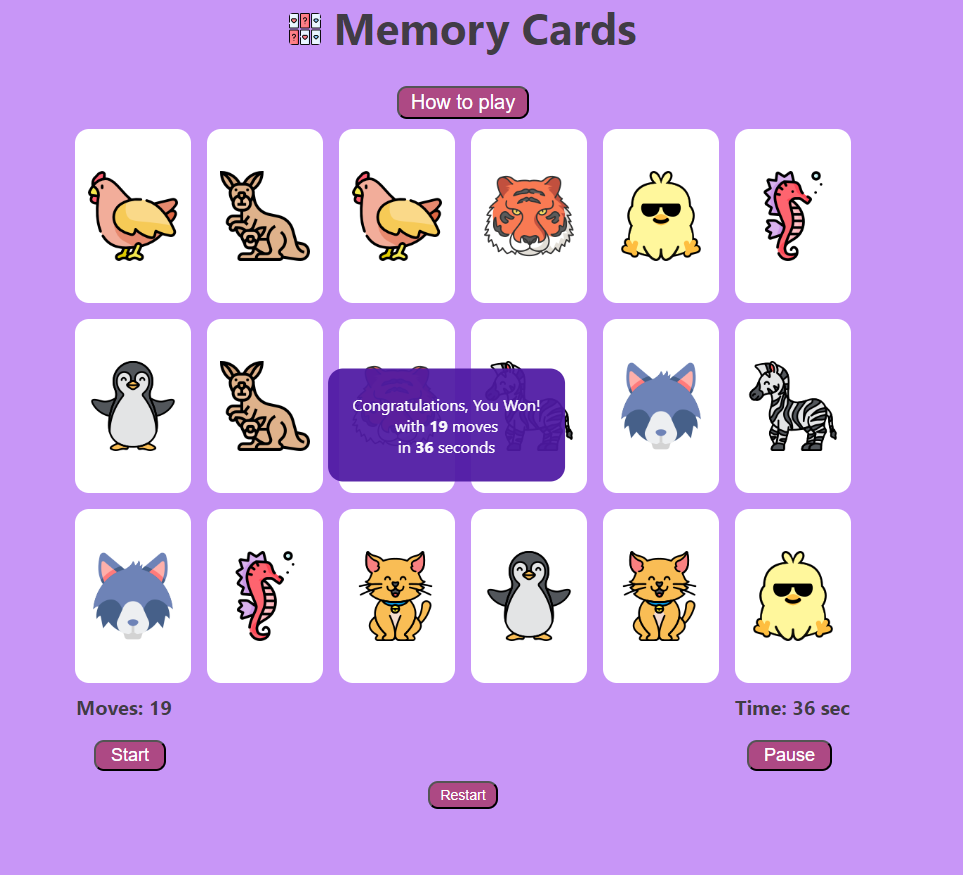 Memory Cards
How to play
Congratulations, You Won!
with 19 moves
in 36 seconds
Moves: 19
Time: 36 sec
Start
Pause
Restart